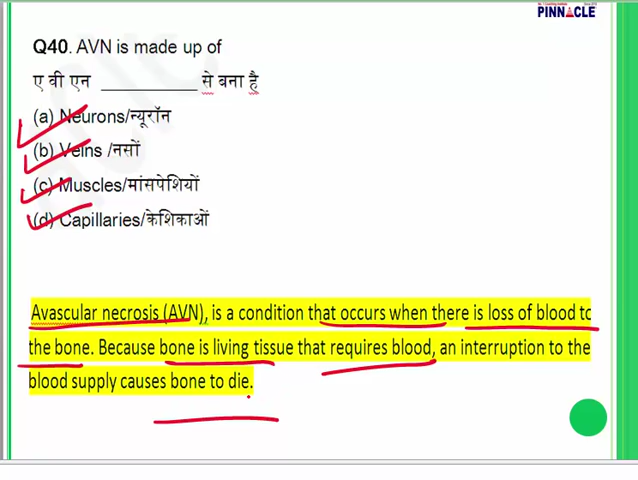 PINNACLE
Q40. AVN is made up of
ए वी एन __________ से बना है
(a) Neurons/न्यूरॉन
(b) Veins /नसों
(c) Muscles/मांसपेशियों
(d) Capillaries/केशिकाओं
Avascular necrosis (AVN), is a condition that occurs when there is loss of blood to
the bone. Because bone is living tissue that requires blood, an interruption to the
blood supply causes bone to die.